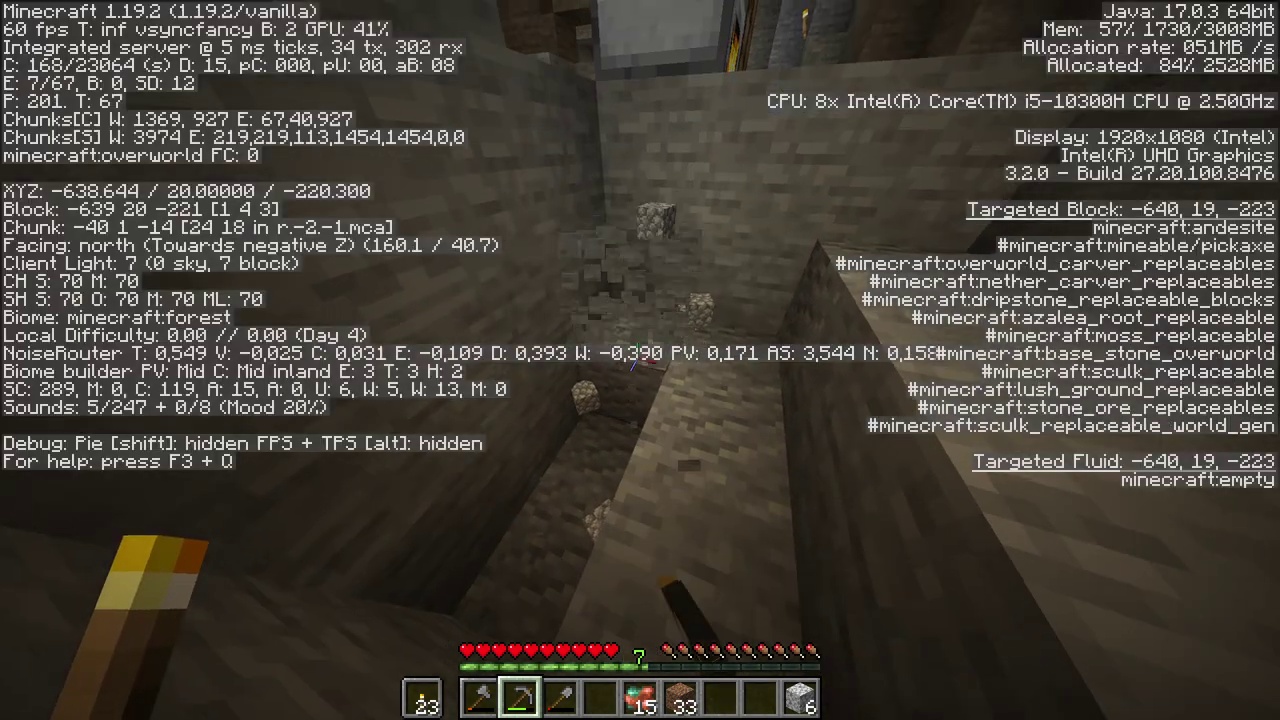 Minecraft 1.19.2 (1.19.2/vanilla)
60 fps T: inf vsyncfancy B: 2 GPU: 41%
Integrated server @ 5 ms ticks, 34 tx, 302 rx
C: 168/23064 (s) D: 15, pC: 000, pU: 00, aB: 08
E: 7/67, B: 0, SD: 12
P: 201. T: 67
Chunks[C] W: 1369, 927 E: 67,40,927
Chunks[S] W: 3974 E: 219,219,113,1454,1454,0,0
minecraft:overworld FC: 0
XYZ: -638.644 / 20.00000 / -220.300
Block: -639 20 -221 [1 4 3]
Chunk: -40 1 -14 [24 18 in r.-2.-1.mca]
Facing: north (Towards negative Z) (160.1 / 40.7)
Client Light: 7 (0 sky, 7 block)
CH S: 70 M: 70
SH S: 70 O: 70 M: 70 ML: 70
Biome: minecraft:forest
Local Difficulty: 0.00 // 0.00 (Day 4)
NoiseRouter T: 0,549 V: -0,025 C: 0,031 E: -0,109 D: 0,393 W: PV: 0,171 AS: 3,544 N: 0,158
Biome builder PV: Mid C: Mid inland E: 3 T: 3 H: 2
SC: 289, M: 0, C: 119, A: 15, A: 0, U: 6, W: 5, W: 13, M: 0
Sounds: 5/247 + 0/8 (Mood 20%)
Debug: Pie [shift]: hidden FPS + TPS [alt]: hidden
For help: press F3 + Q
Java: 17.0.3 64bit
Mem: 57% 1730/3008MB
Allocation rate: 051MB /s
Allocated: 84% 2528MB
CPU: 8x Intel(R) Core(TM) i5-10300H CPU @ 2.50GHz
Display: 1920x1080 (Intel)
Intel(R) UHD Graphics
3.2.0 - Build 27.20.100.8476
Targeted Block: -640, 19, -223
minecraft:andesite
#minecraft:mineable/pickaxe
#minecraft:overworld_carver_replaceables
#minecraft:nether_carver_replaceables
#minecraft:dripstone_replaceable_blocks
#minecraft:azalea_root_replaceable
#minecraft:moss_replaceable
#minecraft:base_stone_overworld
#minecraft:sculk_replaceable
#minecraft:lush_ground_replaceable
#minecraft:stone_ore_replaceables
#minecraft:sculk_replaceable_world_gen
Targeted Fluid: -640, 19, -223
minecraft:empty
7
23 15 33 6